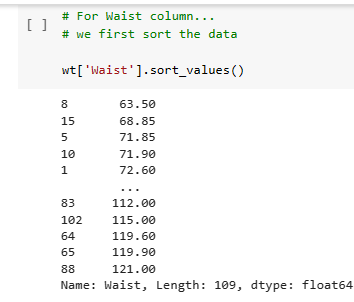 [ ] # For Waist column...
# we first sort the data
wt['Waist'].sort_values()
8 63.50
15 68.85
5 71.85
10 71.90
1 72.60
...
83 112.00
102 115.00
64 119.60
65 119.90
88 121.00
Name: Waist, Length: 109, dtype: float64